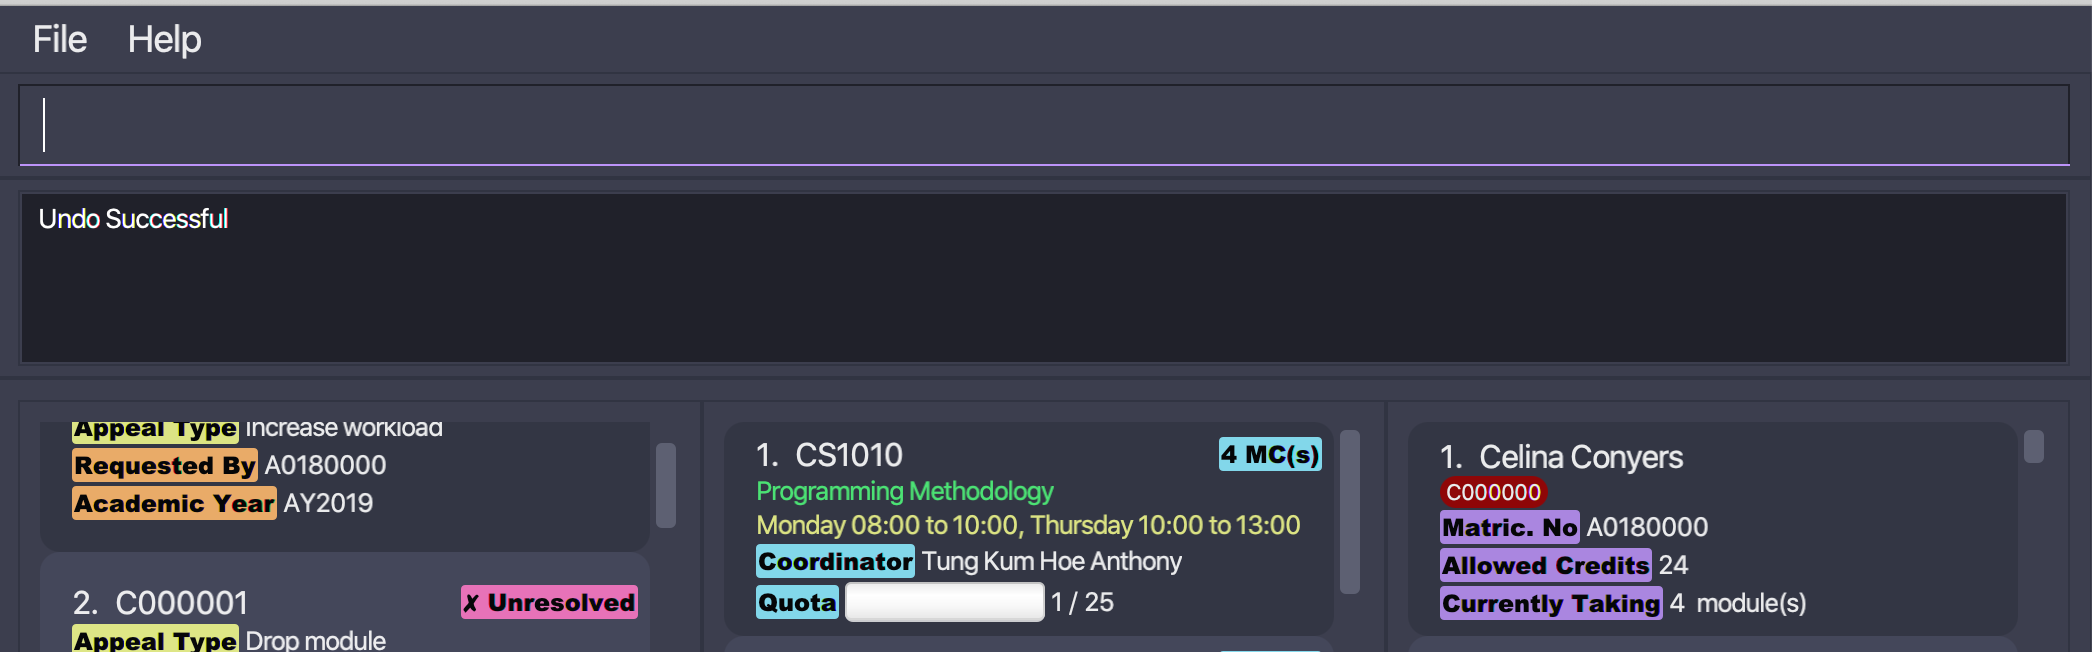 File Help
Undo Successful
Appeal Type Increase workload
Requested By A0180000
Academic Year AY2019
2. C000001 ✗ Unresolved
Appeal Type Drop module
1. CS1010 4 MC(s)
Programming Methodology
Monday 08:00 to 10:00, Thursday 10:00 to 13:00
Coordinator Tung Kum Hoe Anthony
Quota 1 / 25
1. Celina Conyers
C000000
Matric. No A0180000
Allowed Credits 24
Currently Taking 4 module(s)